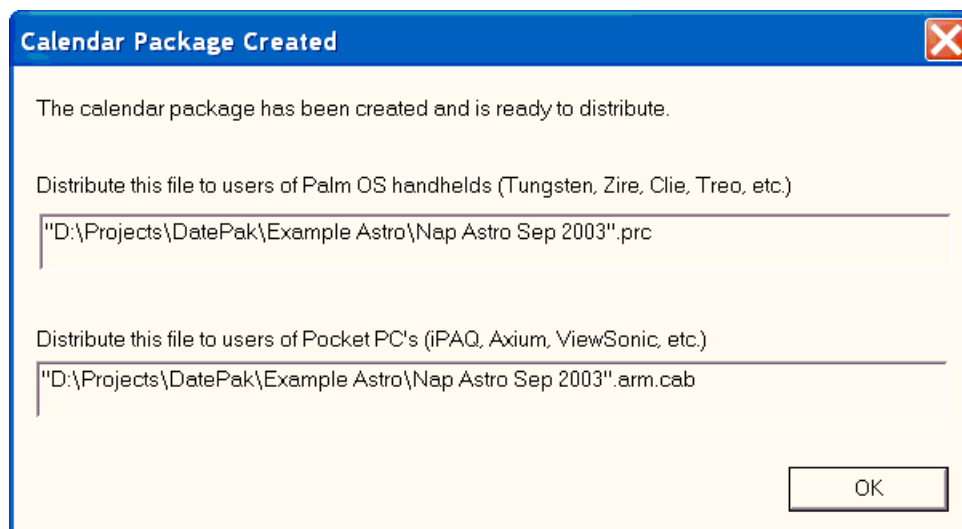 Calendar Package Created
The calendar package has been created and is ready to distribute.
Distribute this file to users of Palm OS handhelds (Tungsten, Zire, Clie, Treo, etc.)
"D:\Projects\DatePak\Example Astro\Nap Astro Sep 2003".prc
Distribute this file to users of Pocket PC's (iPAQ, Axium, ViewSonic, etc.)
"D:\Projects\DatePak\Example Astro\Nap Astro Sep 2003".arm.cab
OK